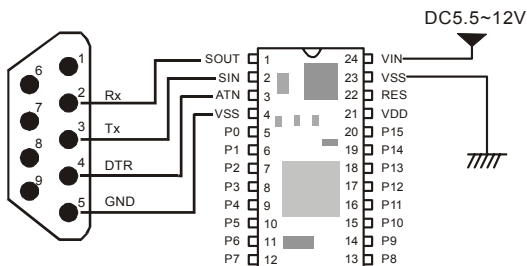 DC5.5~12V
1
6
2 Rx
7
3 Tx
8
4 DTR
9
5 GND
SOUT 1 24 VIN
SIN 2 23 VSS
ATN 3 22 RES
VSS 4 21 VDD
P0 5 20 P15
P1 6 19 P14
P2 7 18 P13
P3 8 17 P12
P4 9 16 P11
P5 10 15 P10
P6 11 14 P9
P7 12 13 P8